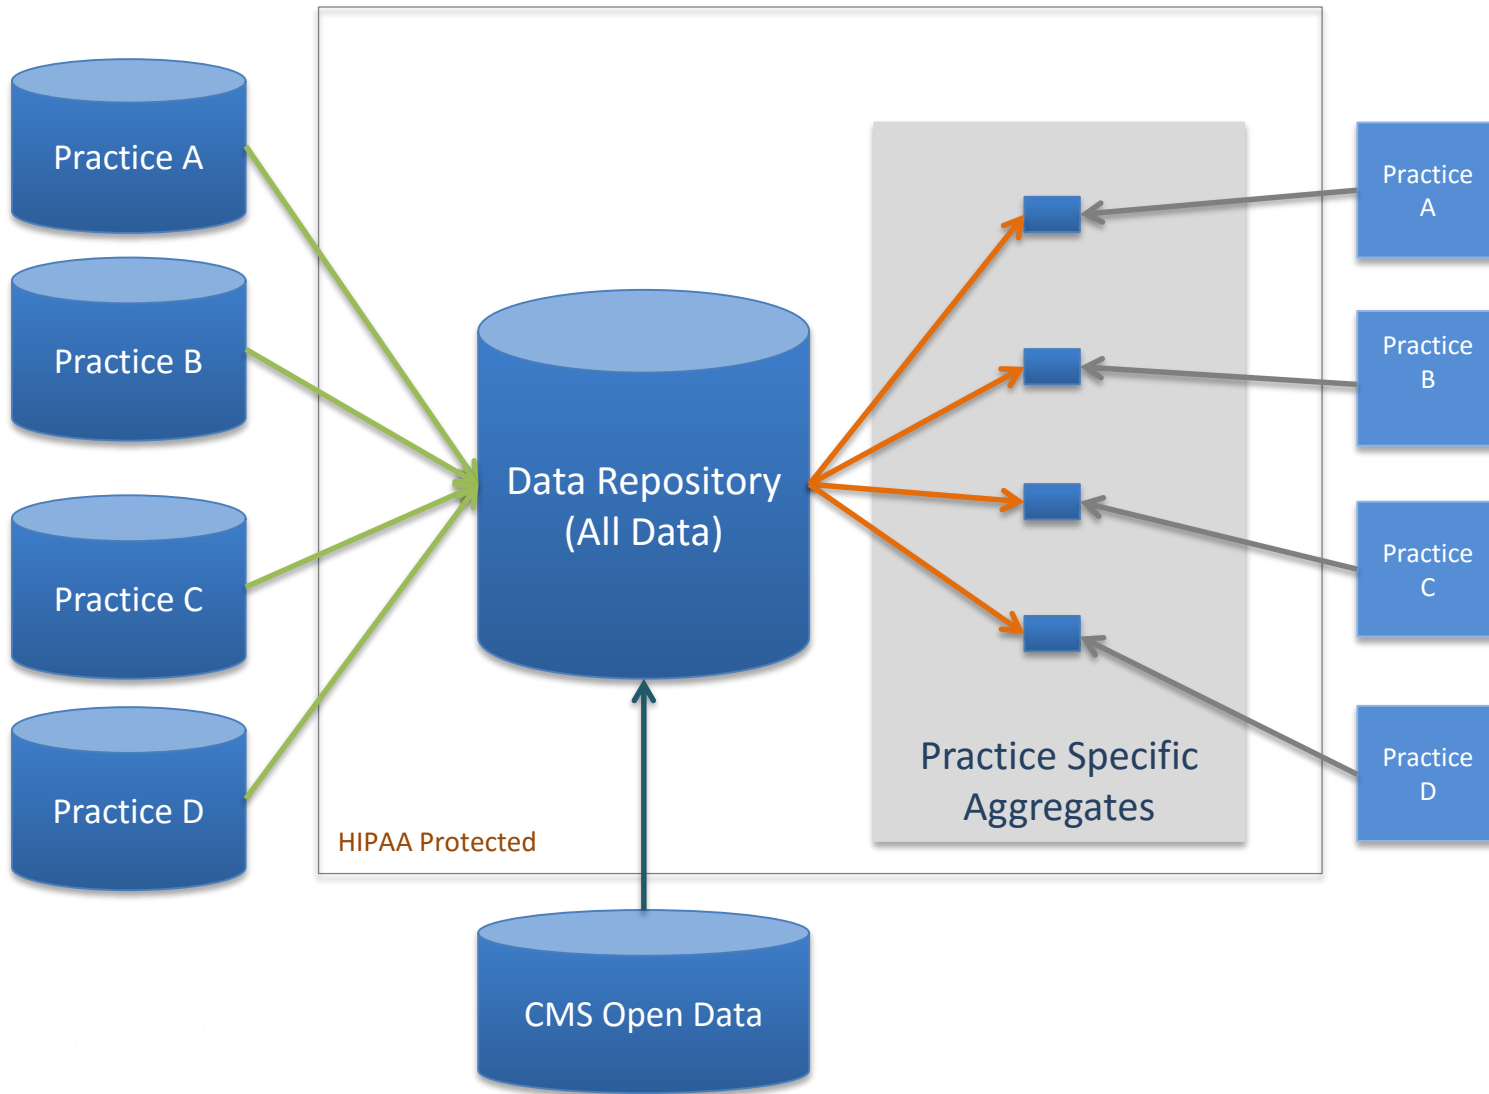 Practice A
Practice B
Practice C
Practice D
Data Repository
(All Data)
HIPAA Protected
CMS Open Data
Practice Specific
Aggregates
Practice
A
Practice
B
Practice
C
Practice
D